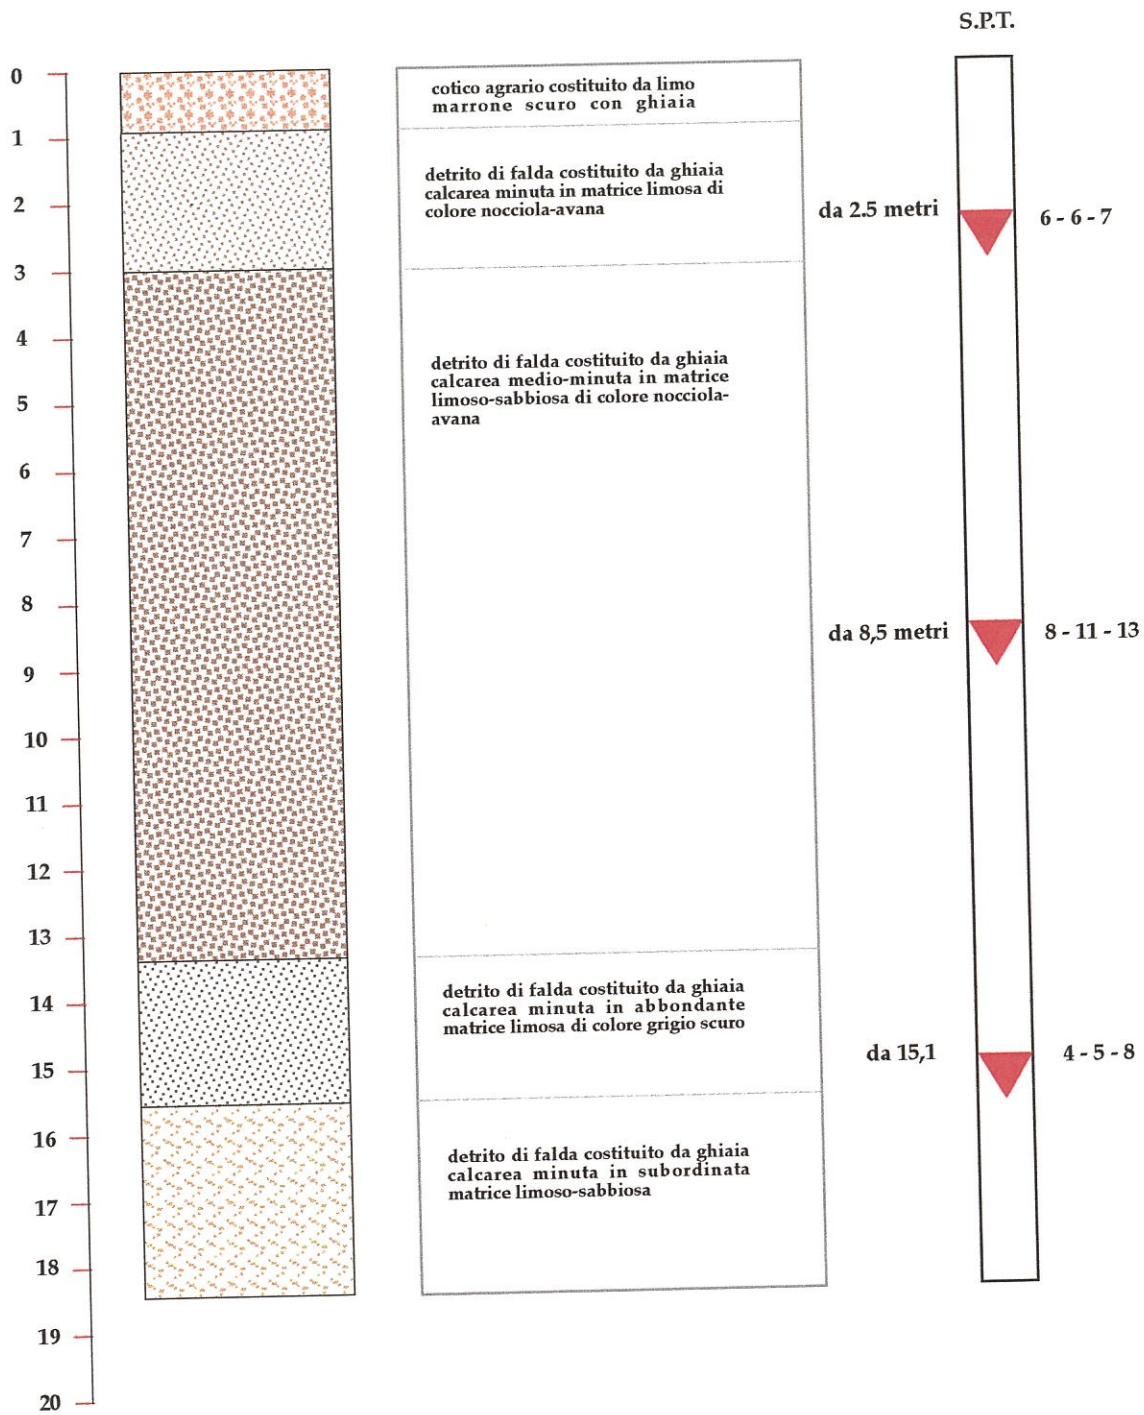 S.P.T.
0
1
2
3
4
5
6
7
8
9
10
11
12
13
14
15
16
17
18
19
20
cotico agrario costituito da limo
marrone scuro con ghiaia
detrito di falda costituito da ghiaia
calcarea minuta in matrice limosa di
colore nocciola-avana
detrito di falda costituito da ghiaia
calcarea medio-minuta in matrice
limoso-sabbiosa di colore nocciola-
avana
detrito di falda costituito da ghiaia
calcarea minuta in abbondante
matrice limosa di colore grigio scuro
detrito di falda costituito da ghiaia
calcarea minuta in subordinata
matrice limoso-sabbiosa
da 2.5 metri
6 - 6 - 7
da 8,5 metri
8 - 11 - 13
da 15,1
4 - 5 - 8